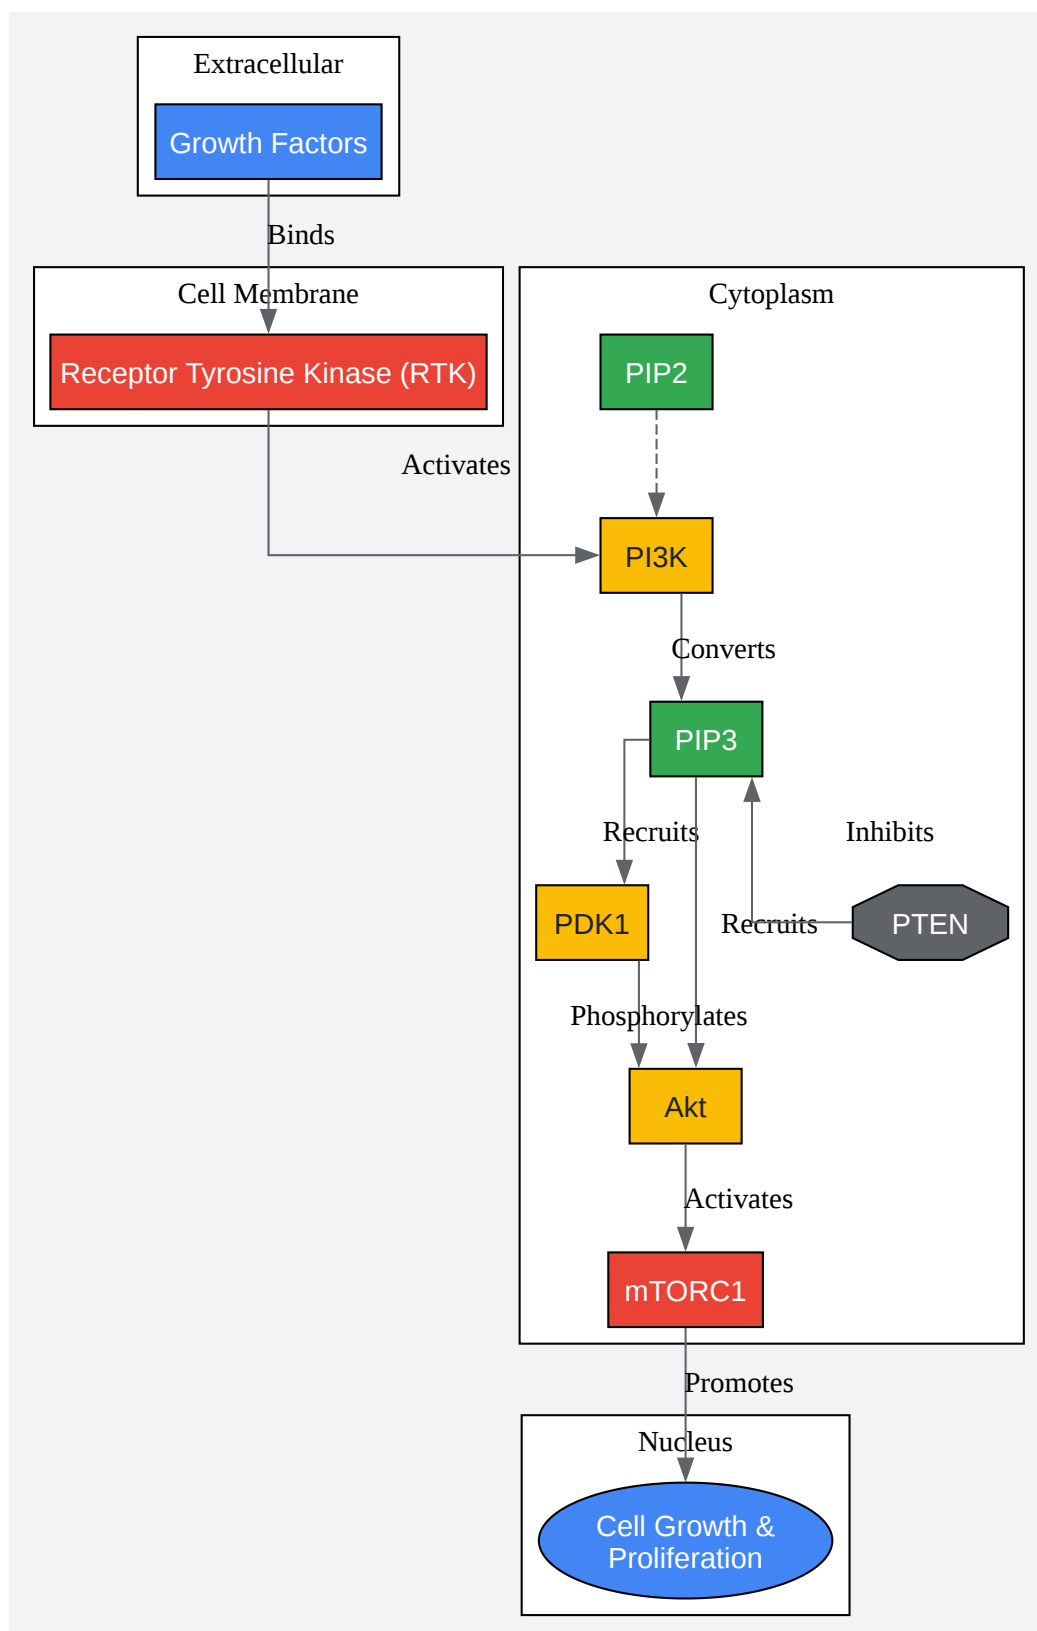 Extracellular
Growth Factors
Binds
Cell Membrane
Receptor Tyrosine Kinase (RTK)
Cytoplasm
PIP2
Activates
PI3K
Converts
PIP3
Recruits
Inhibits
PDK1
Recruits
PTEN
Phosphorylates
Akt
Activates
mTORC1
Promotes
Nucleus
Cell Growth &
Proliferation